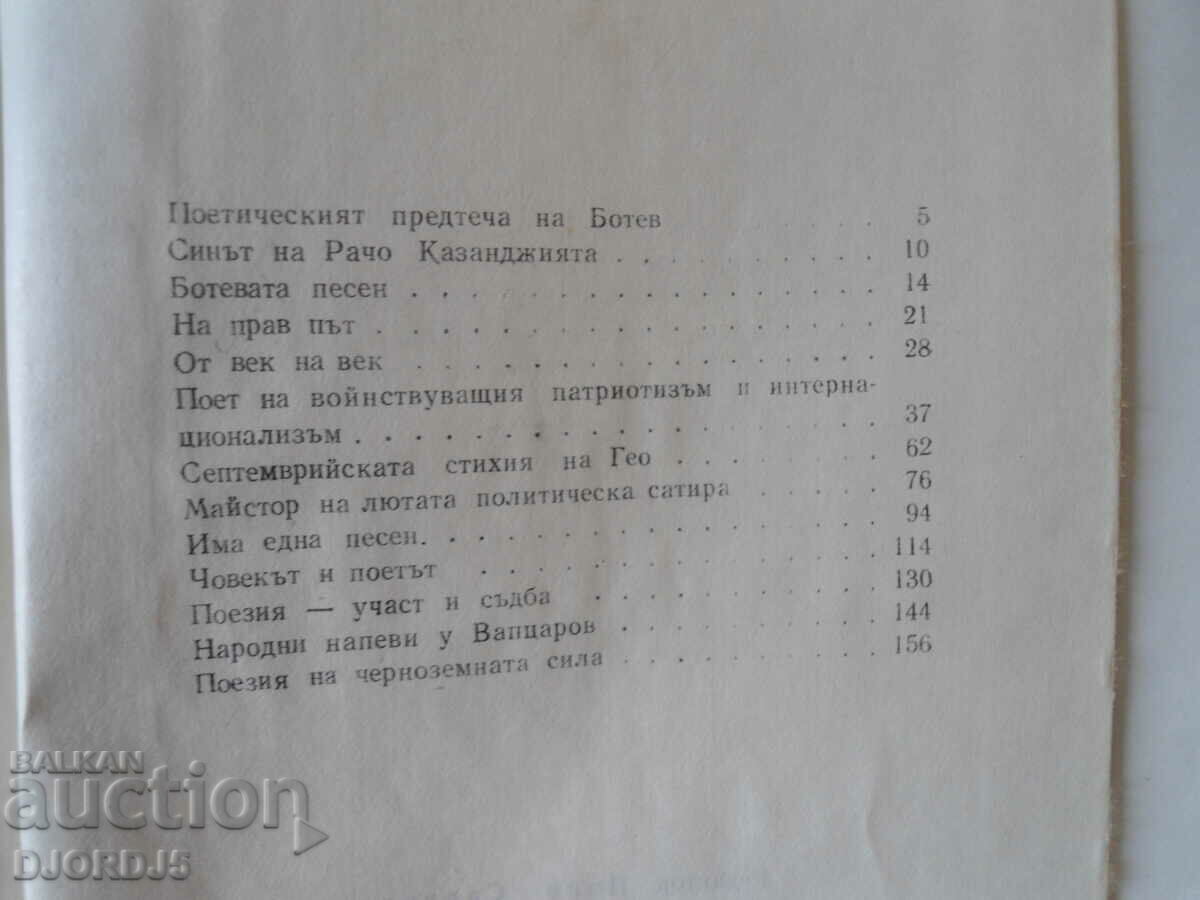 Поетическият предтеча на Ботев . . . . 5
Синът на Рачо Казанджията . . . . . . . . . . 10
Ботевата песен . . . . . . . . . . . . . . . . . 14
На прав път . . . . . . . . . . . . . . . . . . 21
От век на век . . . . . . . . . . . . . . . . . 28
Поет на войнствуващия патриотизъм и интерна-
ционализъм . . . . . . . . . . . . . . . . . . . 37
Септемврийската стихия на Гео . . . . . . . . 62
Майстор на лютата политическа сатира . . . . . 76
Има една песен. . . . . . . . . . . . . . . . . 94
Човекът и поетът . . . . . . . . . . . . . . . 114
Поезия — участ и съдба . . . . . . . . . . . 130
Народни напеви у Вапцаров . . . . . . . . . . 144
Поезия на черноземната сила . . . . . . . . . . 156
BALKAN
auction
DJORDJ5